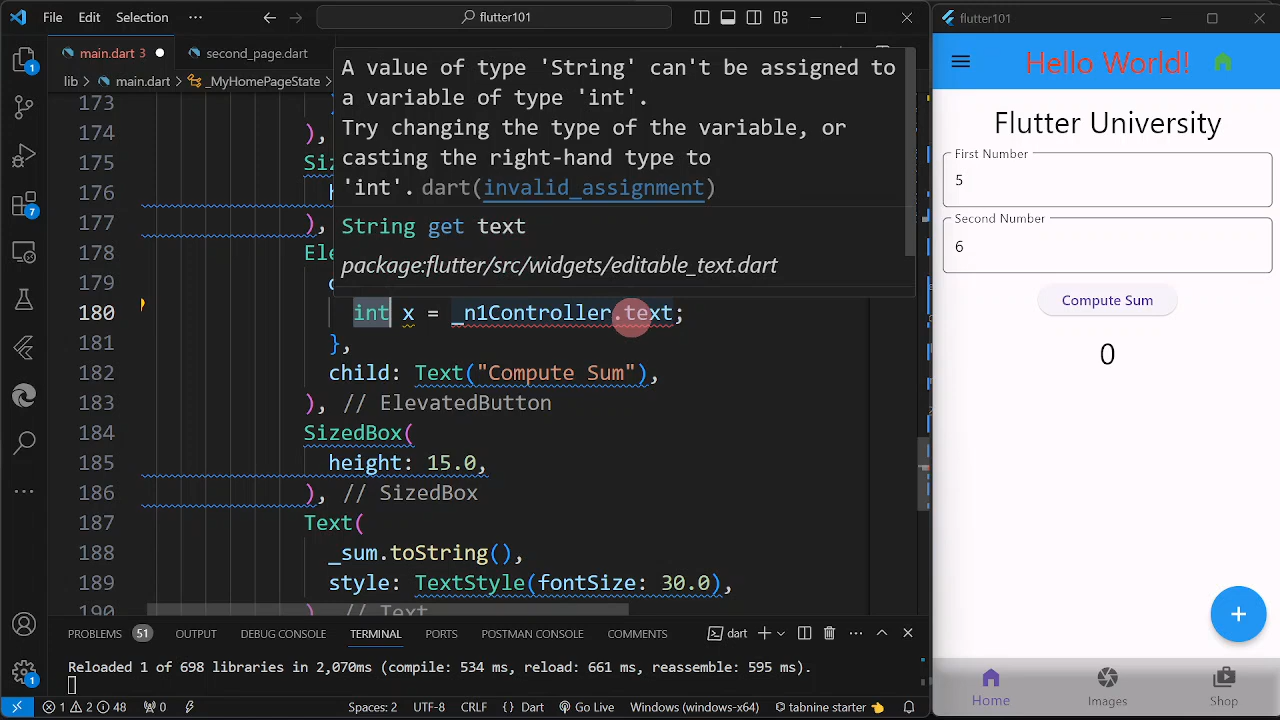 File Edit Selection ··· flutter101
main.dart 3 second_page.dart
lib > main.dart > _MyHomePageState >
A value of type 'String' can't be assigned to
a variable of type 'int'.
Try changing the type of the variable, or
casting the right-hand type to
'int'. dart(invalid_assignment)
String get text
package:flutter/src/widgets/editable_text.dart
173
174 ),
175 Siz
176 h
177 ),
178 Ele
179 o
180 int x = _n1Controller.text;
181 },
182 child: Text("Compute Sum"),
183 ), // ElevatedButton
184 SizedBox(
185 height: 15.0,
186 ), // SizedBox
187 Text(
188 _sum.toString(),
189 style: TextStyle(fontSize: 30.0),
190 ) // Text
1
7
1
PROBLEMS 51 OUTPUT DEBUG CONSOLE TERMINAL PORTS POSTMAN CONSOLE COMMENTS dart
Reloaded 1 of 698 libraries in 2,070ms (compile: 534 ms, reload: 661 ms, reassemble: 595 ms).
1 2 48 0 Spaces: 2 UTF-8 CRLF {} Dart Go Live Windows (windows-x64) tabnine starter
flutter101
Hello World!
Flutter University
First Number
5
Second Number
6
Compute Sum
0
+
Home Images Shop